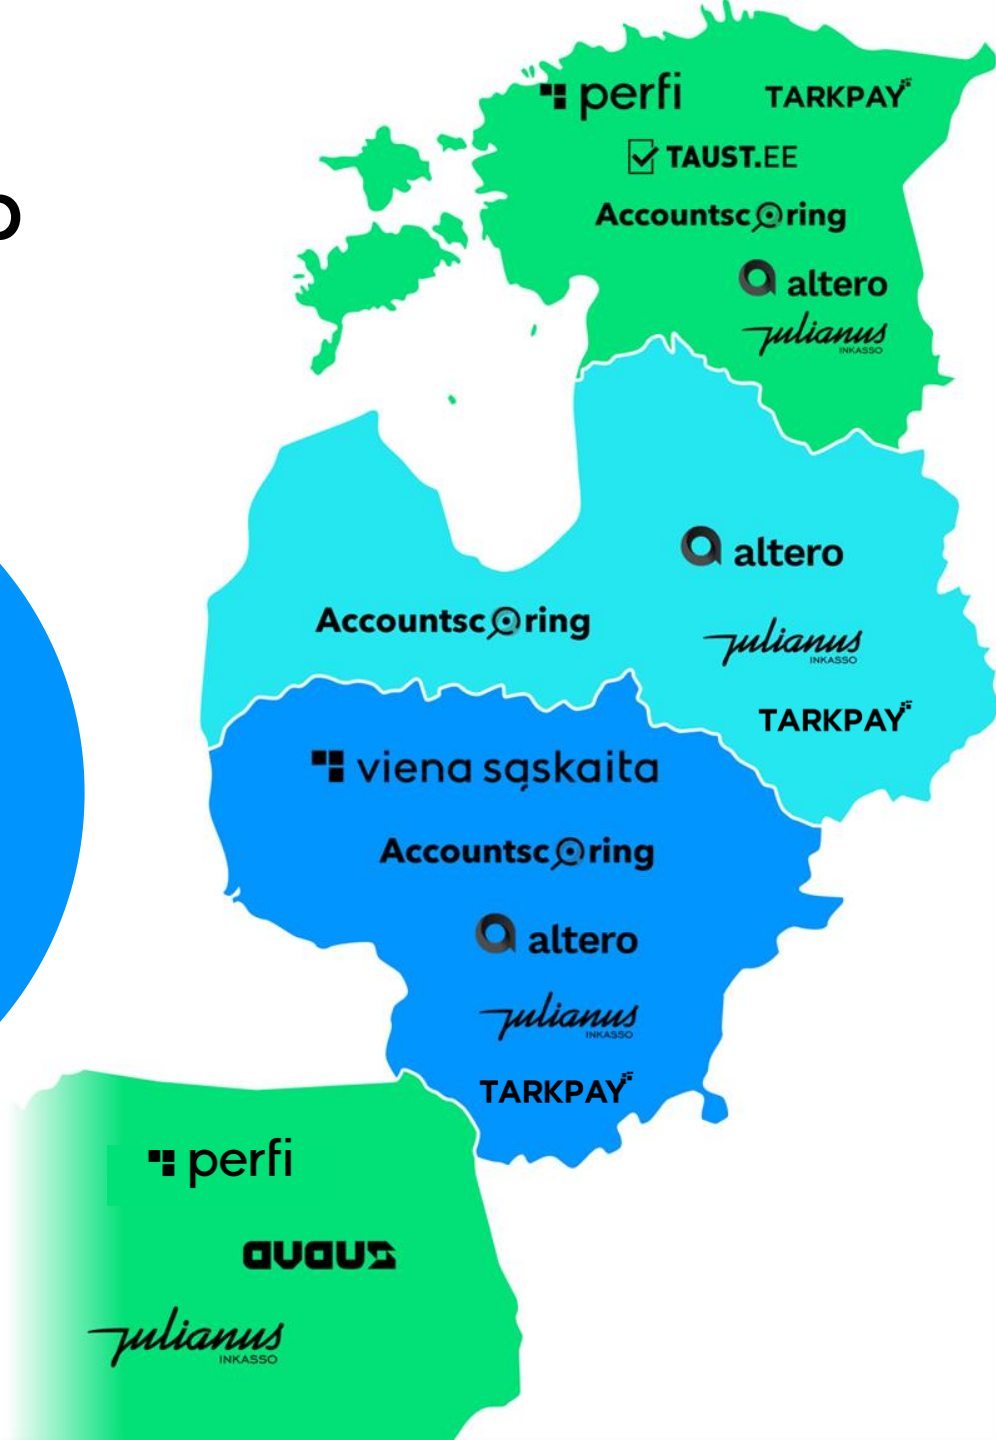 perfi TARKPAY
TAUST.EE
Accountscoring
altero
julianus
INKASSO
altero
Accountscoring
julianus
INKASSO
TARKPAY
viena sąskaita
Accountscoring
altero
julianus
INKASSO
TARKPAY
perfi
avaus
julianus
INKASSO